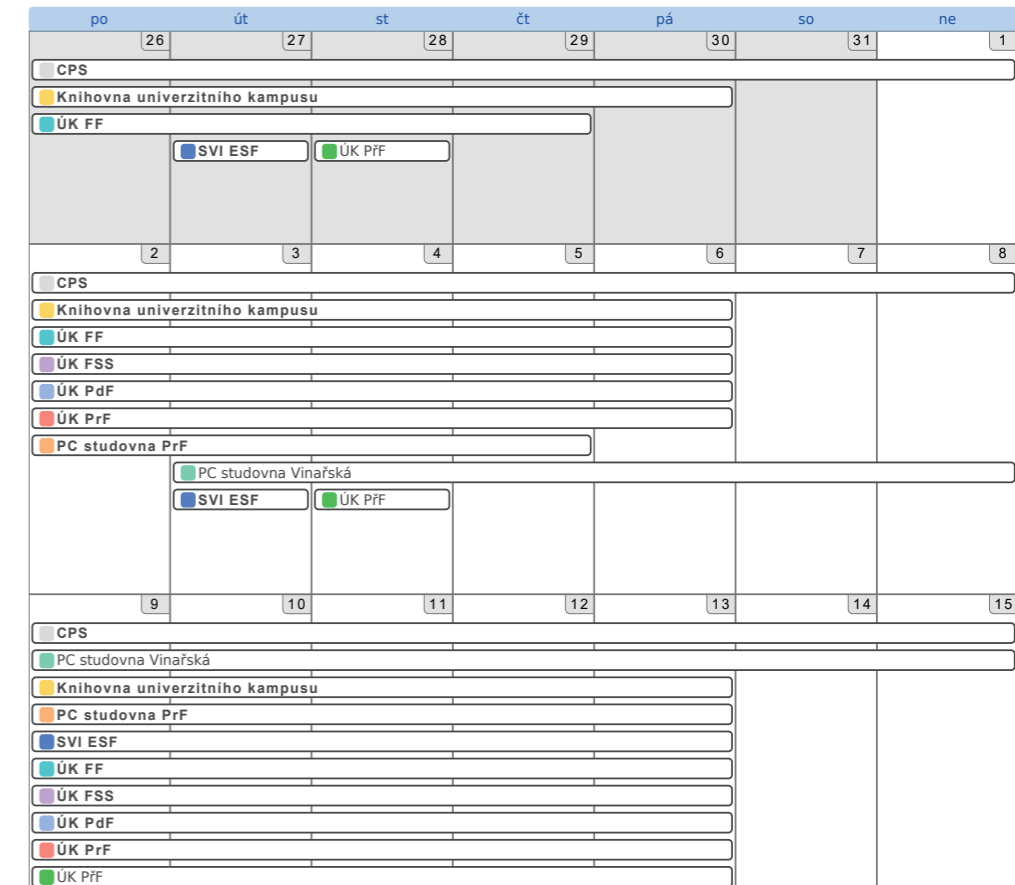 po út st čt pá so ne
26 27 28 29 30 31 1
CPS
Knihovna univerzitního kampusu
ÚK FF
SVI ESF ÚK PřF
2 3 4 5 6 7 8
CPS
Knihovna univerzitního kampusu
ÚK FF
ÚK FSS
ÚK PdF
ÚK PrF
PC studovna PrF
PC studovna Vinařská
SVI ESF ÚK PřF
9 10 11 12 13 14 15
CPS
PC studovna Vinařská
Knihovna univerzitního kampusu
PC studovna PrF
SVI ESF
ÚK FF
ÚK FSS
ÚK PdF
ÚK PrF
ÚK PřF